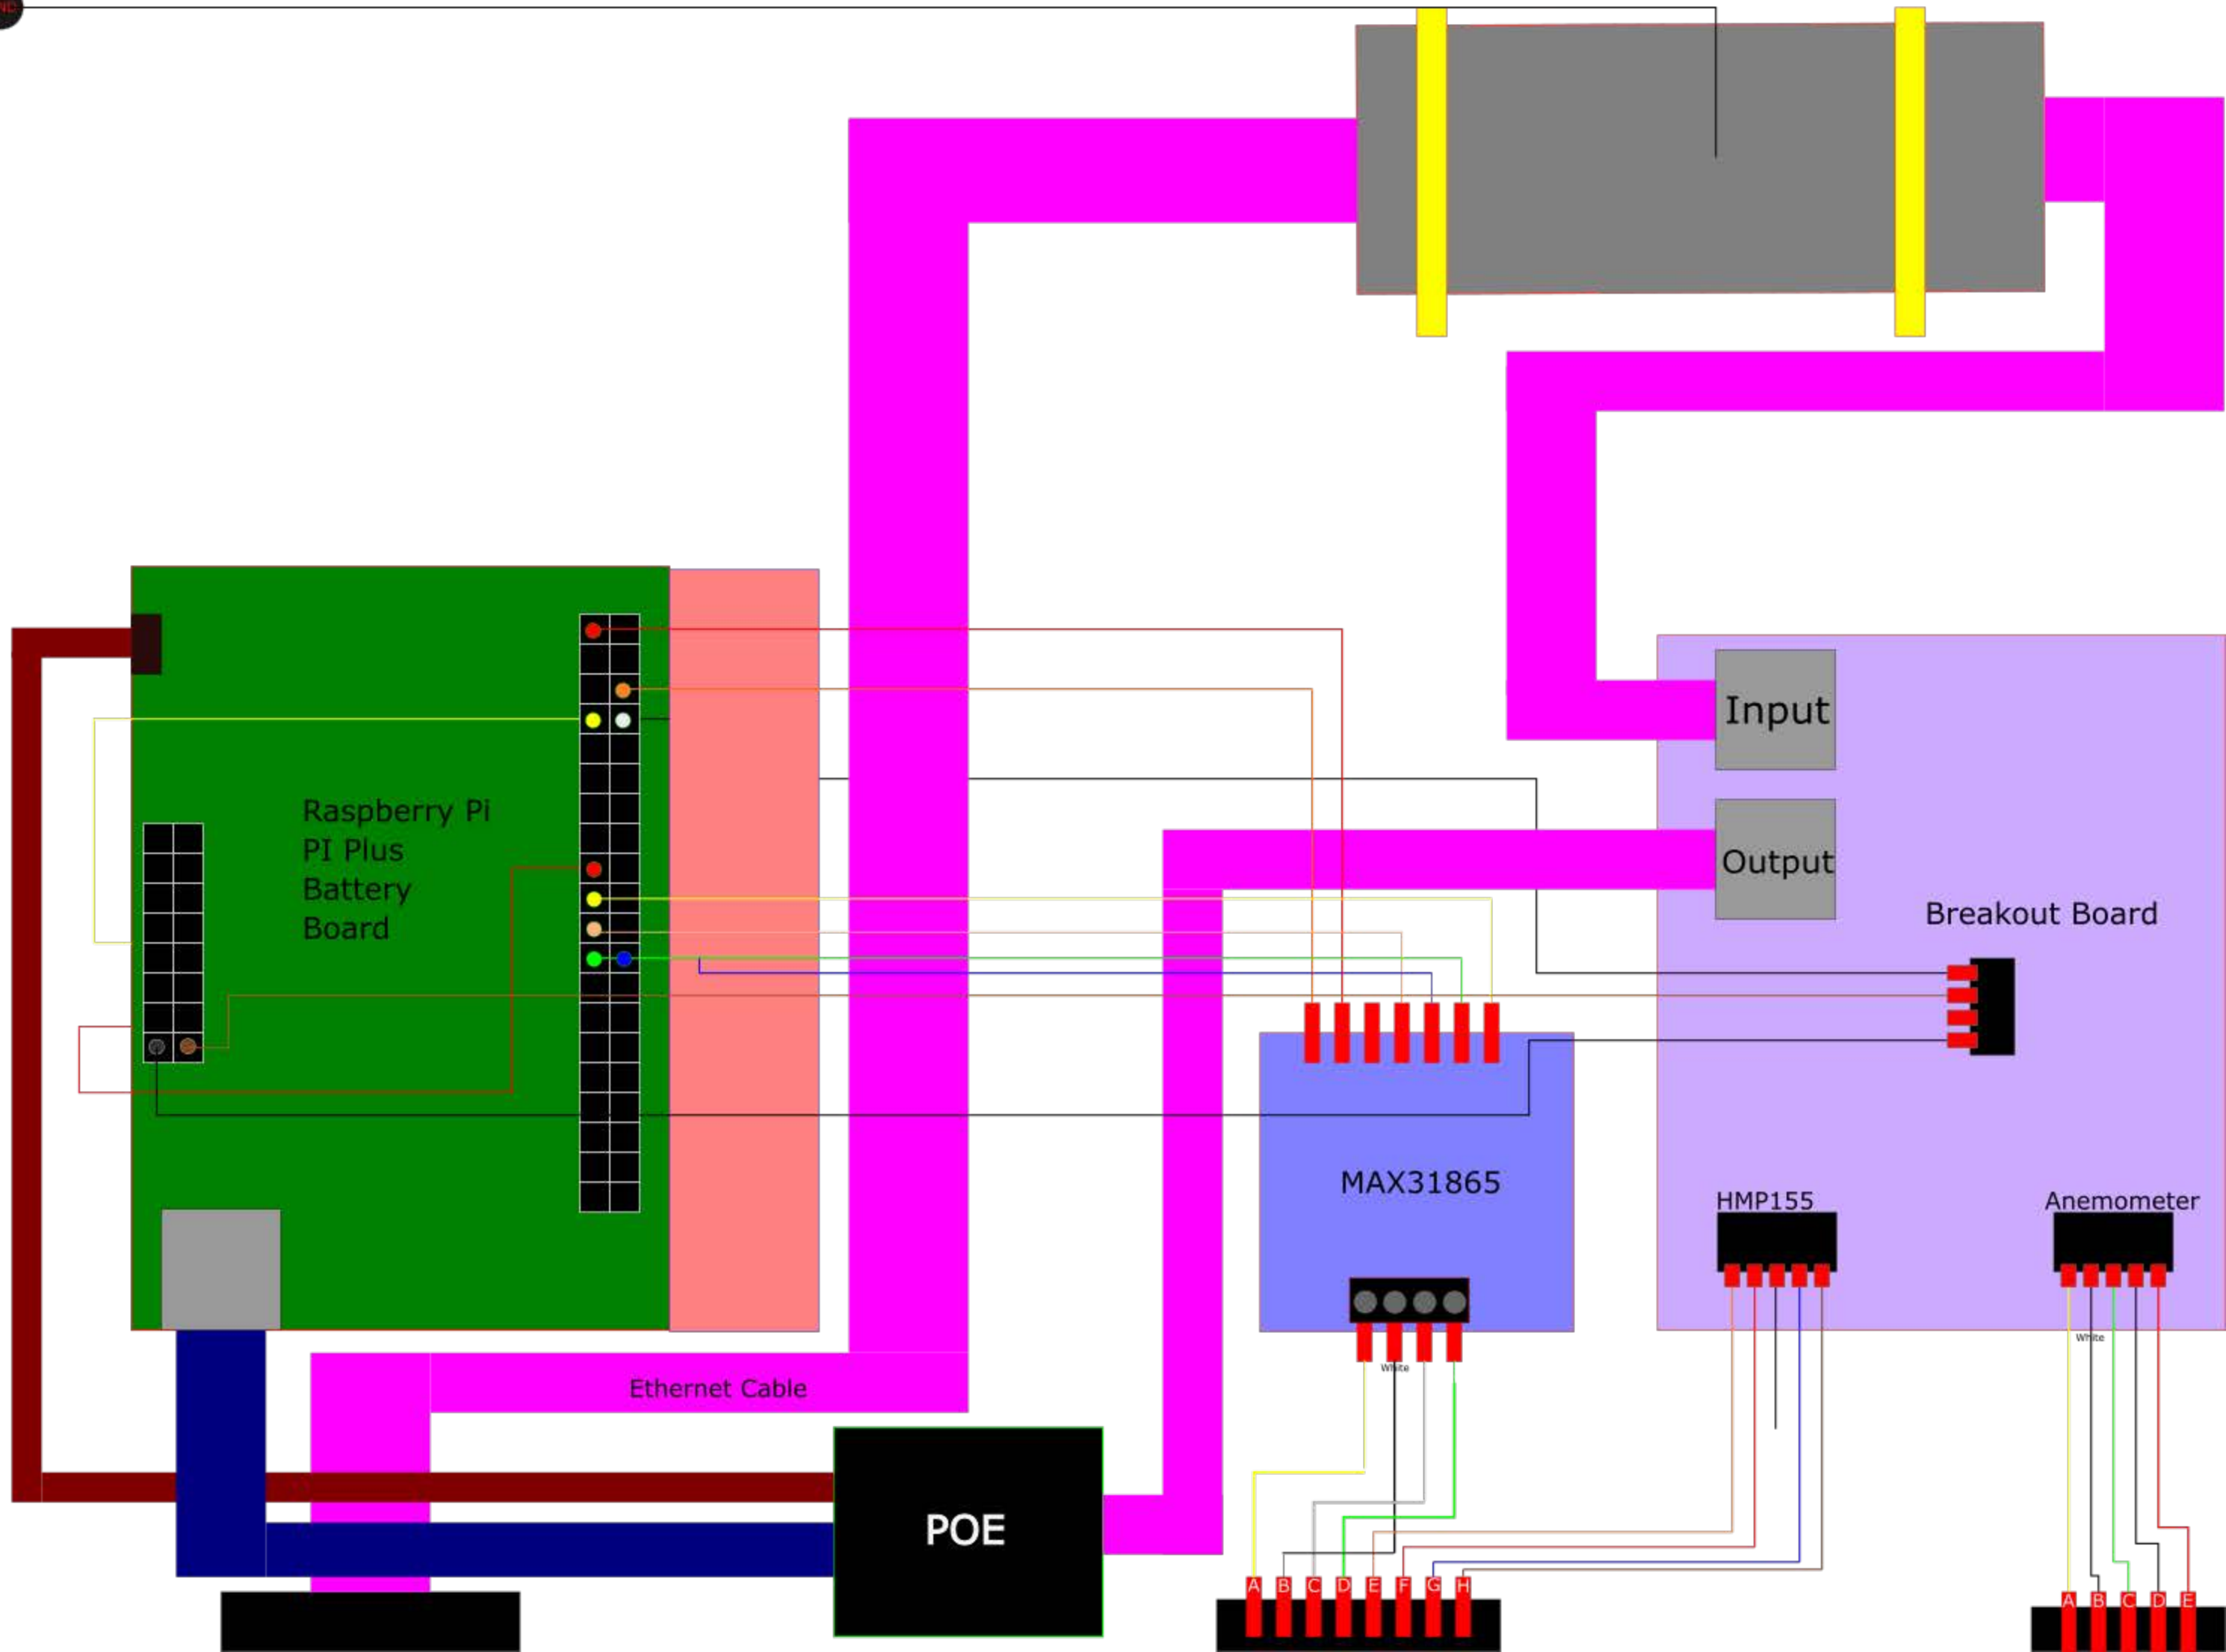 Input
Raspberry Pi
PI Plus
Battery
Board
Output
Breakout Board
MAX31865
HMP155
Anemometer
White
White
Ethernet Cable
POE
A B C D E F G H
A B C D E